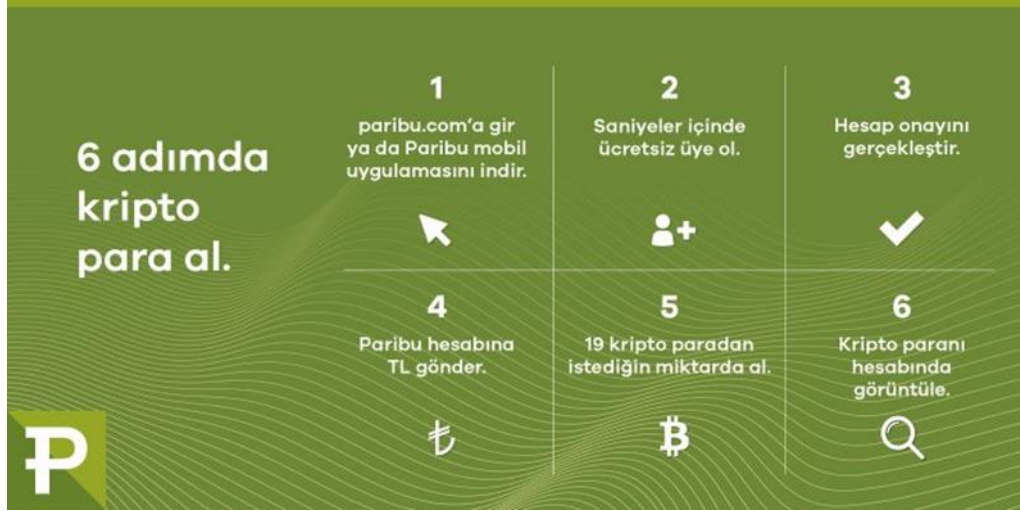 6 adımda
kripto
para al.
1
paribu.com'a gir
ya da Paribu mobil
uygulamasını indir.
2
Saniyeler içinde
ücretsiz üye ol.
3
Hesap onayını
gerçekleştir.
4
Paribu hesabına
TL gönder.
5
19 kripto paradan
istediğin miktarda al.
6
Kripto paranı
hesabında
görüntüle.